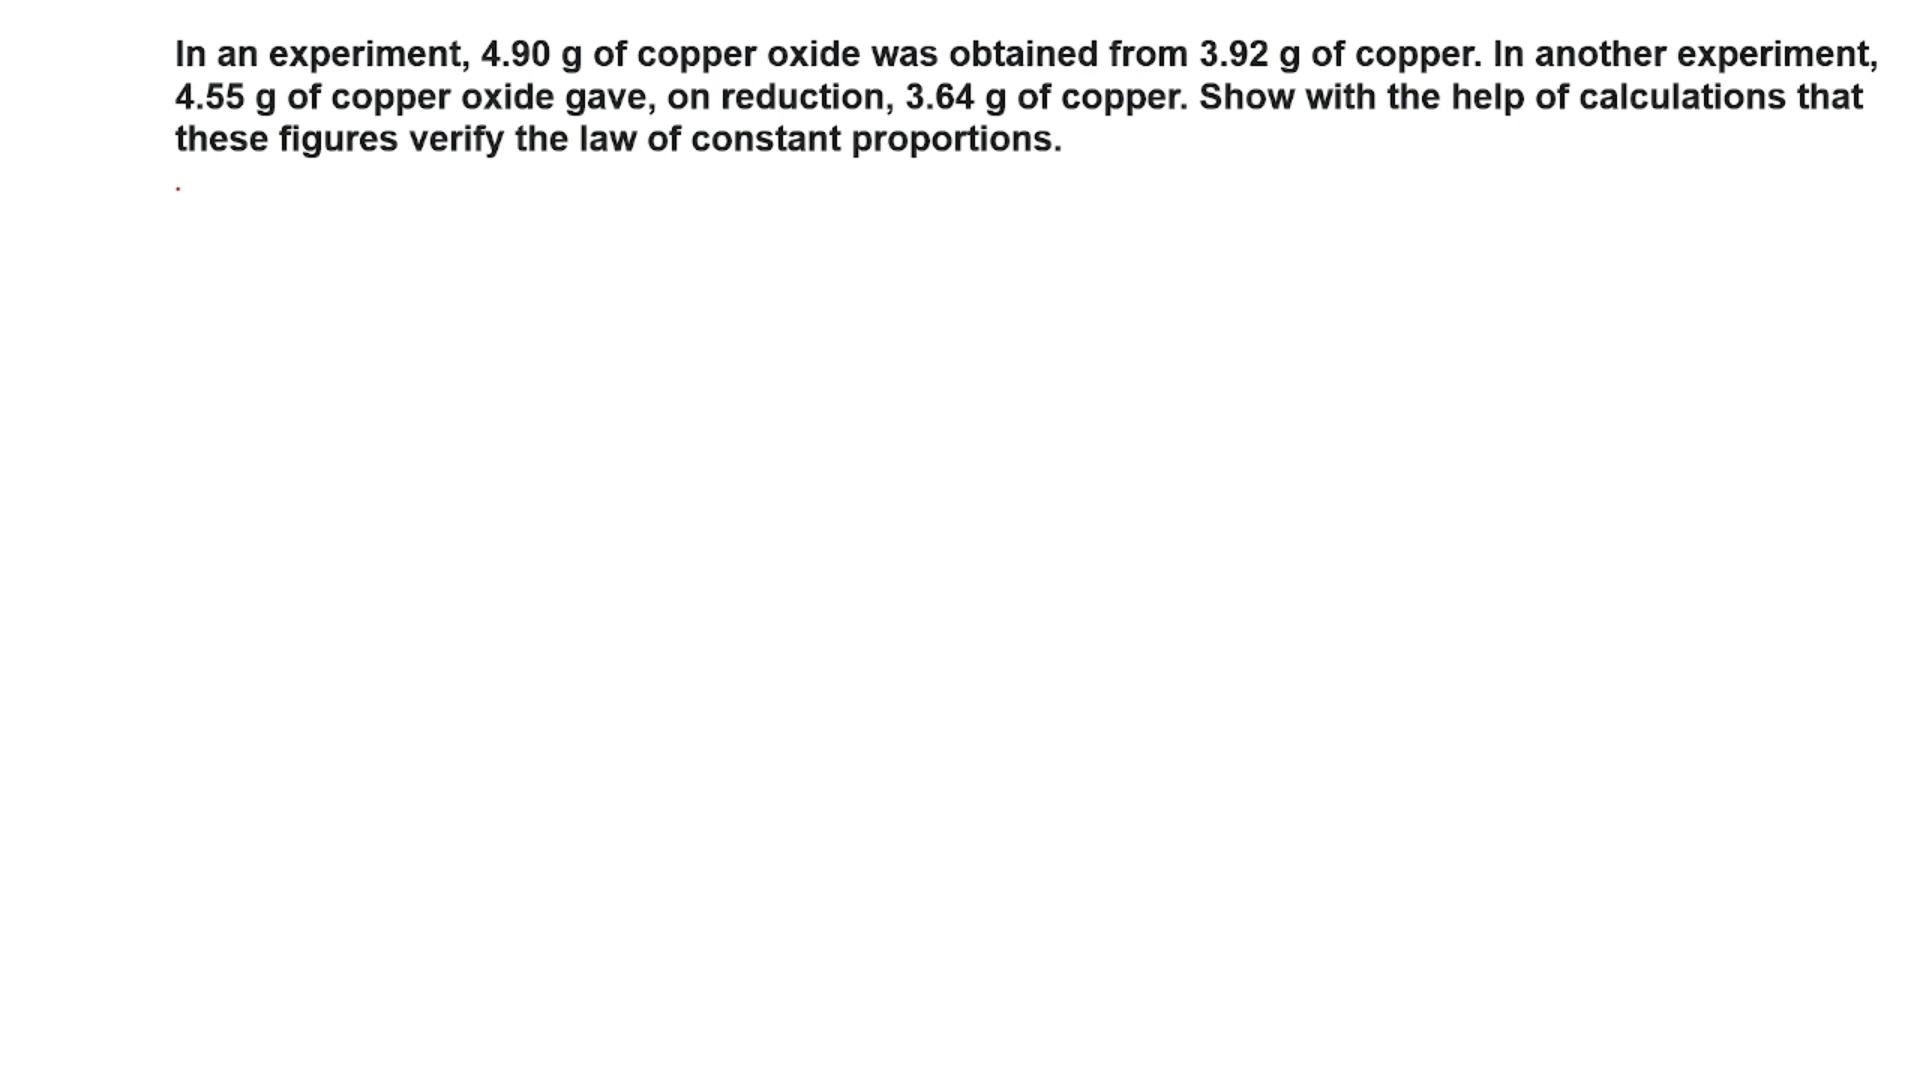 In an experiment, 4.90 g of copper oxide was obtained from 3.92 g of copper. In another experiment,
4.55 g of copper oxide gave, on reduction, 3.64 g of copper. Show with the help of calculations that
these figures verify the law of constant proportions.